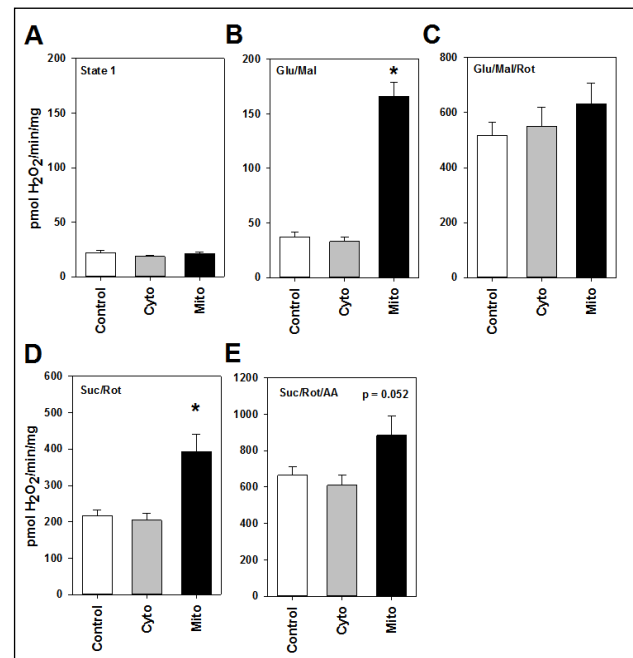 A
State 1
200
150
100
50
0
pmol H2O2/min/mg
Control
Cyto
Mito
B
Glu/Mal
*
200
150
100
50
0
Control
Cyto
Mito
C
Glu/Mal/Rot
800
600
400
200
0
Control
Cyto
Mito
D
Suc/Rot
*
600
500
400
300
200
100
0
pmol H2O2/min/mg
Control
Cyto
Mito
E
Suc/Rot/AA p = 0.052
1200
1000
800
600
400
200
0
Control
Cyto
Mito